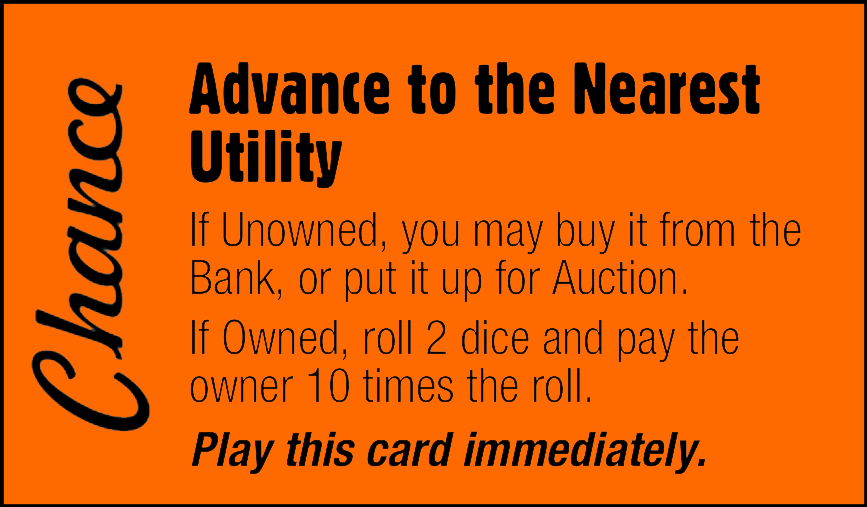 Chance
Advance to the Nearest
Utility
If Unowned, you may buy it from the
Bank, or put it up for Auction.
If Owned, roll 2 dice and pay the
owner 10 times the roll.
Play this card immediately.